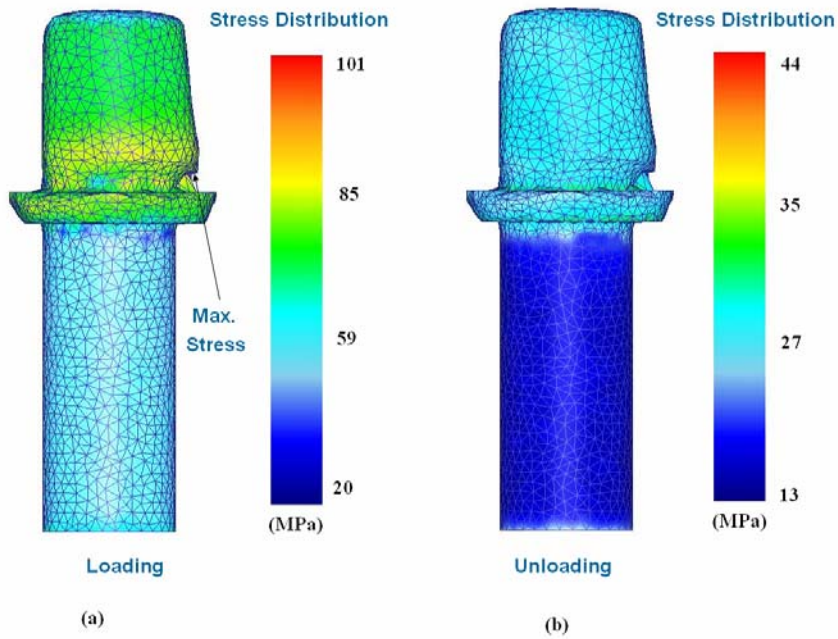 Stress Distribution
101
85
59
20
(MPa)
Max.
Stress
Loading
(a)
Stress Distribution
44
35
27
13
(MPa)
Unloading
(b)